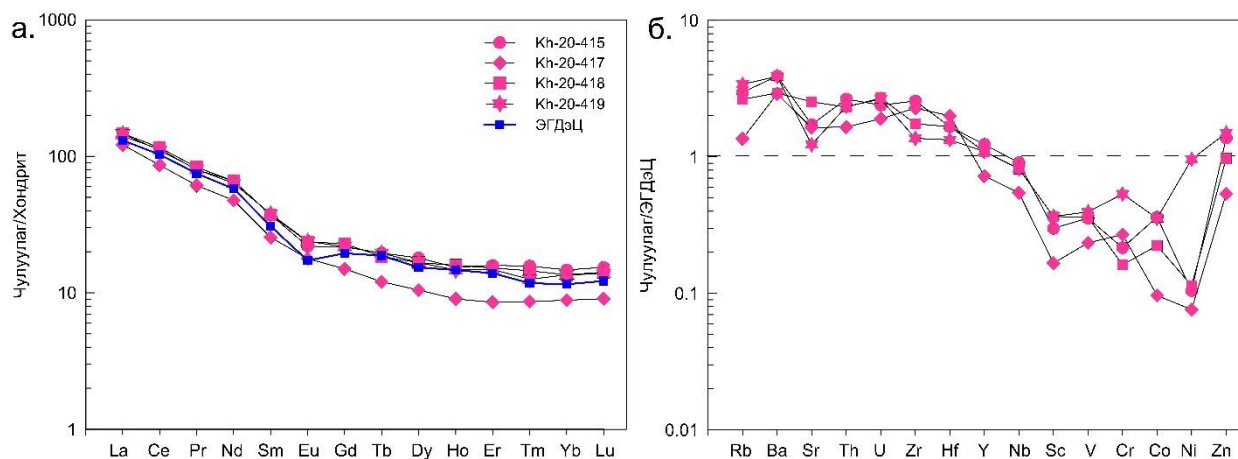 а.
1000
100
10
1
Чулуулаг/Хондрит
Kh-20-415
Kh-20-417
Kh-20-418
Kh-20-419
ЭГДэЦ
La Ce Pr Nd Sm Eu Gd Tb Dy Ho Er Tm Yb Lu
б.
10
1
0.1
0.01
Чулуулаг/ЭГДэЦ
Rb Ba Sr Th U Zr Hf Y Nb Sc V Cr Co Ni Zn